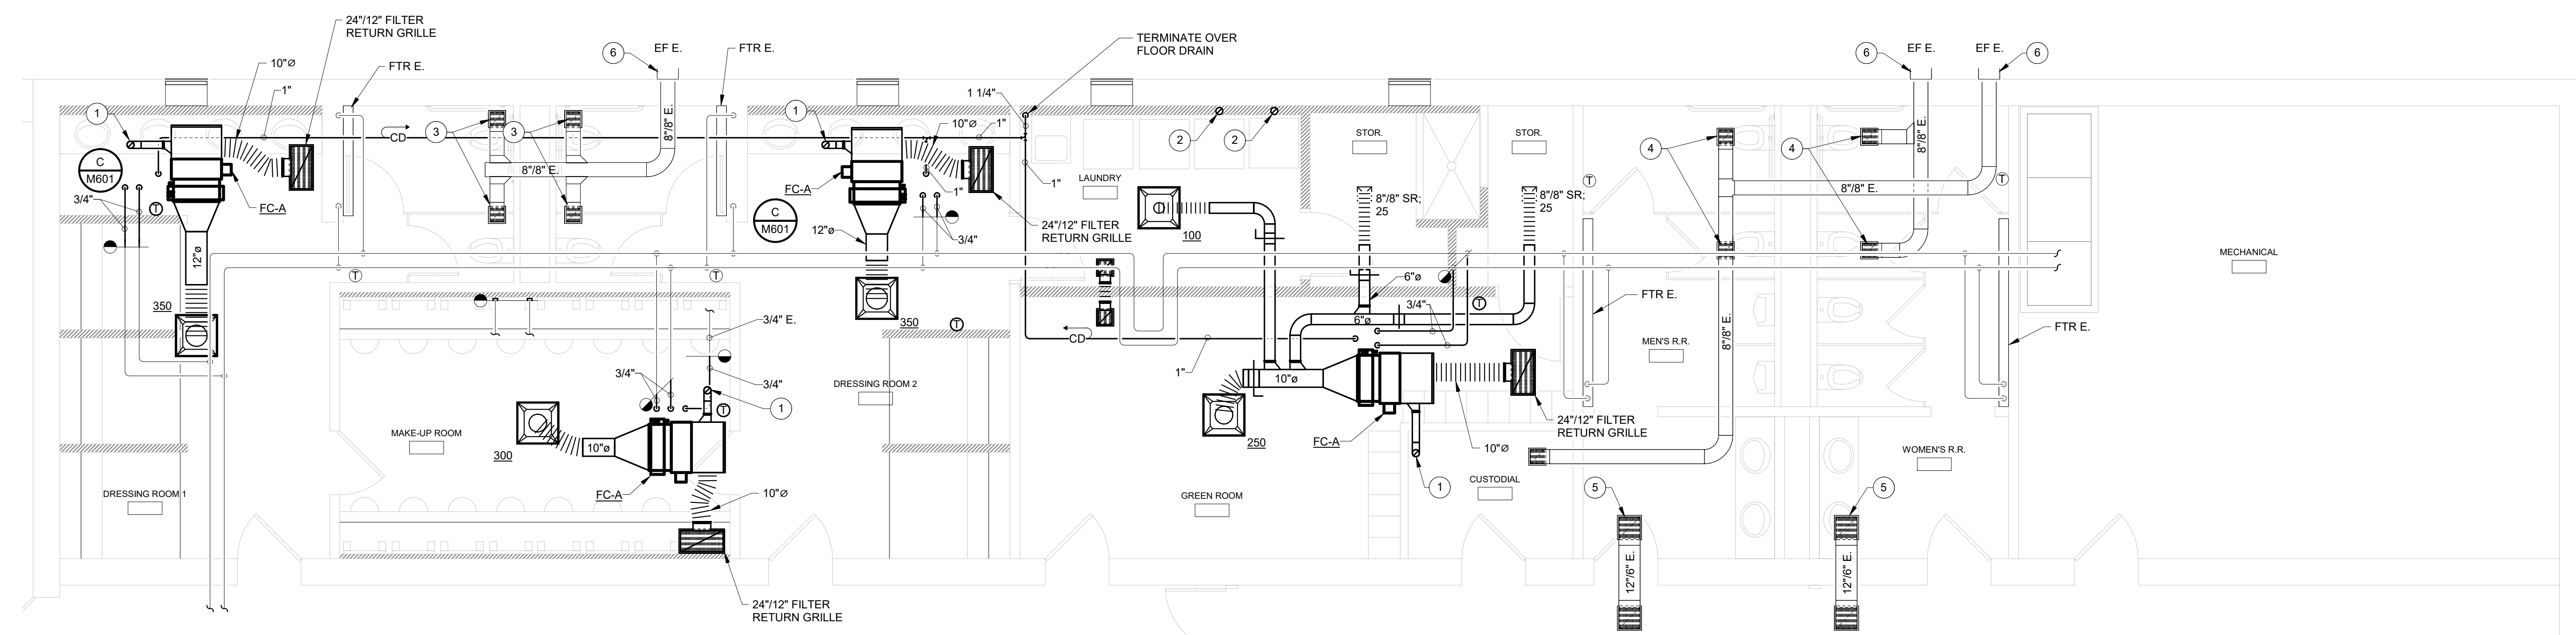 24"/12" FILTER
RETURN GRILLE
10"Ø
FTR E.
1"
1
C
M601
3/4"
T
FC-A
12"ø
350
CD
3
3
6
EF E.
FTR E.
8"/8" E.
8"/8" E.
T
T
1
10"Ø
1"
1 1/4"
TERMINATE OVER
FLOOR DRAIN
FC-A
C
M601
12"ø
1"
24"/12" FILTER
RETURN GRILLE
3/4"
350
T
1"
LAUNDRY
2
2
STOR.
STOR.
100
8"/8" SR;
25
8"/8" SR;
25
6"ø
6"ø
3/4"
T
CD
1"
10"ø
250
FC-A
10"Ø
24"/12" FILTER
RETURN GRILLE
1
GREEN ROOM
CUSTODIAL
3/4" E.
3/4"
3/4"
1
T
MAKE-UP ROOM
300
10"ø
FC-A
10"Ø
24"/12" FILTER
RETURN GRILLE
DRESSING ROOM 1
DRESSING ROOM 2
6
EF E.
EF E.
6
4
4
8"/8" E.
8"/8" E.
8"/8" E.
T
T
FTR E.
FTR E.
MEN'S R.R.
WOMEN'S R.R.
MECHANICAL
5
5
12"/6" E.
12"/6" E.